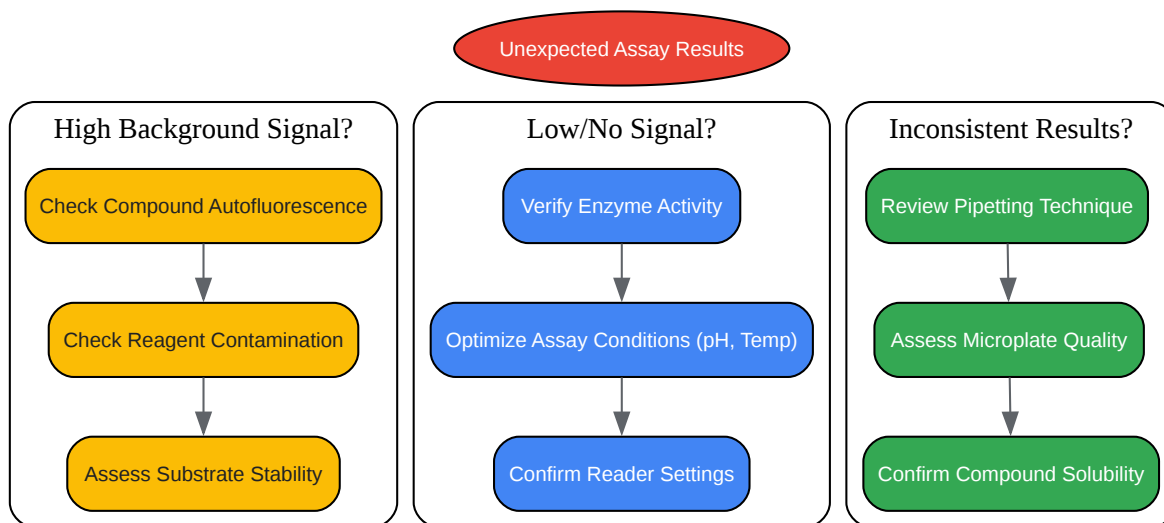 Unexpected Assay Results
High Background Signal?
Check Compound Autofluorescence
Check Reagent Contamination
Assess Substrate Stability
Low/No Signal?
Verify Enzyme Activity
Optimize Assay Conditions (pH, Temp)
Confirm Reader Settings
Inconsistent Results?
Review Pipetting Technique
Assess Microplate Quality
Confirm Compound Solubility